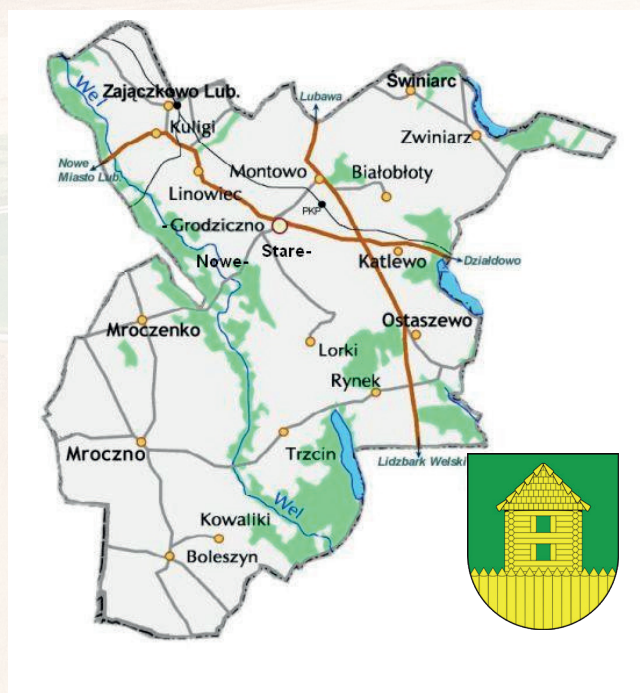 Świniarc
Wel
Zajączkowo Lub.
Lubawa
Kuligi
Zwiniarz
Nowe
Miasto Lub.
Montowo
Białobłoty
Linowiec
PKP
-Grodziczno
Stare-
Nowe-
Katlewo
Działdowo
Mroczenko
Ostaszewo
Lorki
Rynek
Mroczno
Trzcin
Lidzbark Welski
Wel
Kowaliki
Boleszyn